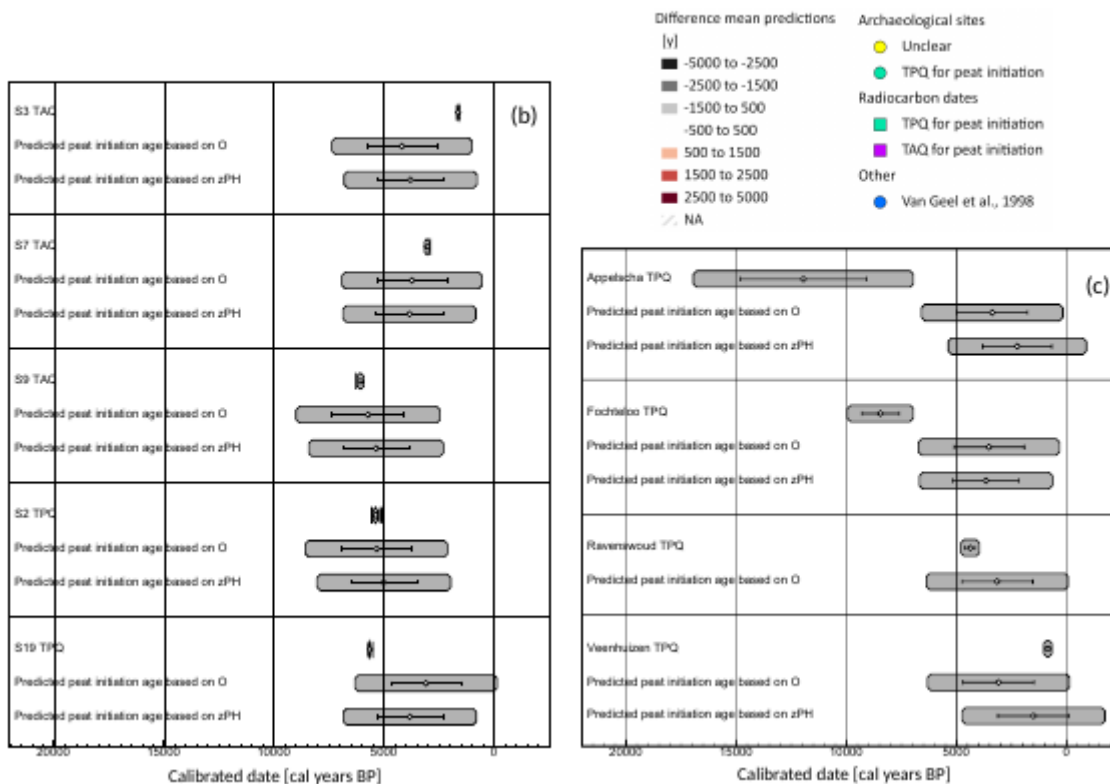 Difference mean predictions
[y]
-5000 to -2500
-2500 to -1500
-1500 to 500
-500 to 500
500 to 1500
1500 to 2500
2500 to 5000
NA
Archaeological sites
Unclear
TPQ for peat initiation
Radiocarbon dates
TPQ for peat initiation
TAQ for peat initiation
Other
Van Geel et al., 1998
(b)
S3 TAQ
Predicted peat initiation age based on O
Predicted peat initiation age based on zPH
S7 TAQ
Predicted peat initiation age based on O
Predicted peat initiation age based on zPH
S9 TAQ
Predicted peat initiation age based on O
Predicted peat initiation age based on zPH
S2 TPQ
Predicted peat initiation age based on O
Predicted peat initiation age based on zPH
S19 TPQ
Predicted peat initiation age based on O
Predicted peat initiation age based on zPH
20000 15000 10000 5000 0
Calibrated date [cal years BP]
(c)
Appelscha TPQ
Predicted peat initiation age based on O
Predicted peat initiation age based on zPH
Fochteloo TPQ
Predicted peat initiation age based on O
Predicted peat initiation age based on zPH
Ravenswoud TPQ
Predicted peat initiation age based on O
Veenhuizen TPQ
Predicted peat initiation age based on O
Predicted peat initiation age based on zPH
20000 15000 10000 5000 0
Calibrated date [cal years BP]